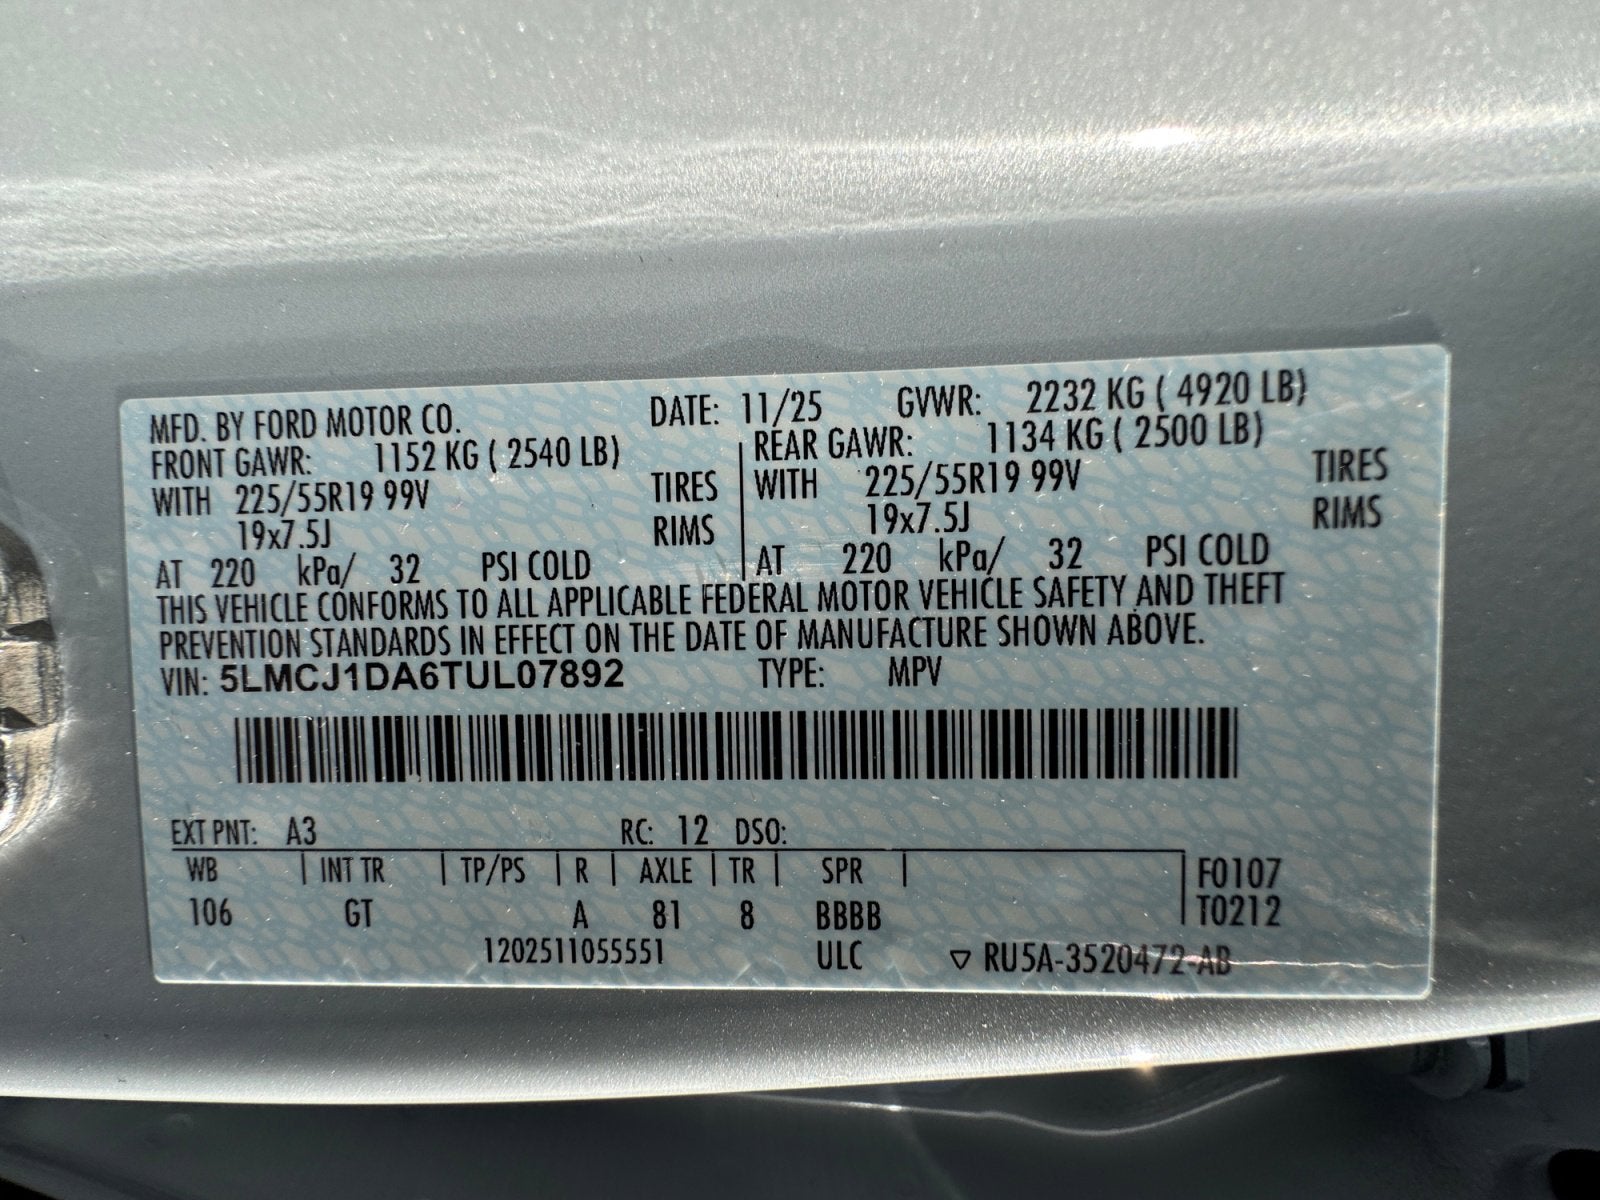 MFD. BY FORD MOTOR CO. DATE: 11/25 GVWR: 2232 KG ( 4920 LB)
FRONT GAWR: 1152 KG ( 2540 LB) REAR GAWR: 1134 KG ( 2500 LB)
WITH 225/55R19 99V TIRES WITH 225/55R19 99V TIRES
19x7.5J RIMS 19x7.5J RIMS
AT 220 kPa/ 32 PSI COLD AT 220 kPa/ 32 PSI COLD
THIS VEHICLE CONFORMS TO ALL APPLICABLE FEDERAL MOTOR VEHICLE SAFETY AND THEFT
PREVENTION STANDARDS IN EFFECT ON THE DATE OF MANUFACTURE SHOWN ABOVE.
VIN: 5LMCJ1DA6TUL07892 TYPE: MPV
EXT PNT: A3 RC: 12 DSO:
WB INT TR TP/PS R AXLE TR SPR F0107
106 GT A 81 8 BBBB T0212
1202511055551 ULC RU5A-3520472-AB